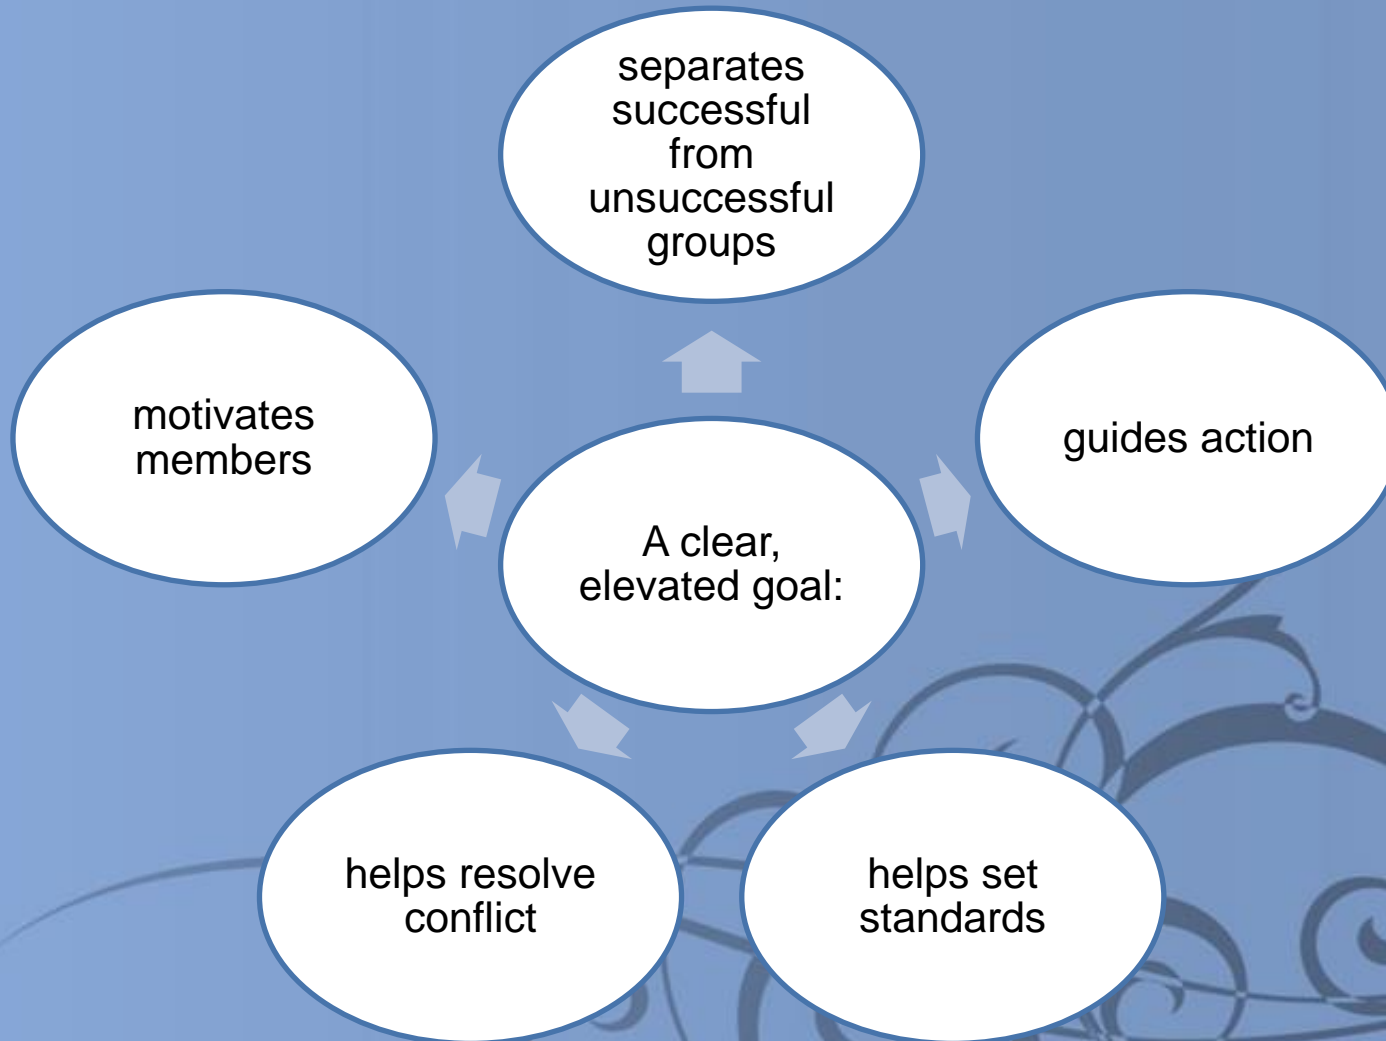 separates
successful
from
unsuccessful
groups
motivates
members
guides action
A clear,
elevated goal:
helps resolve
conflict
helps set
standards